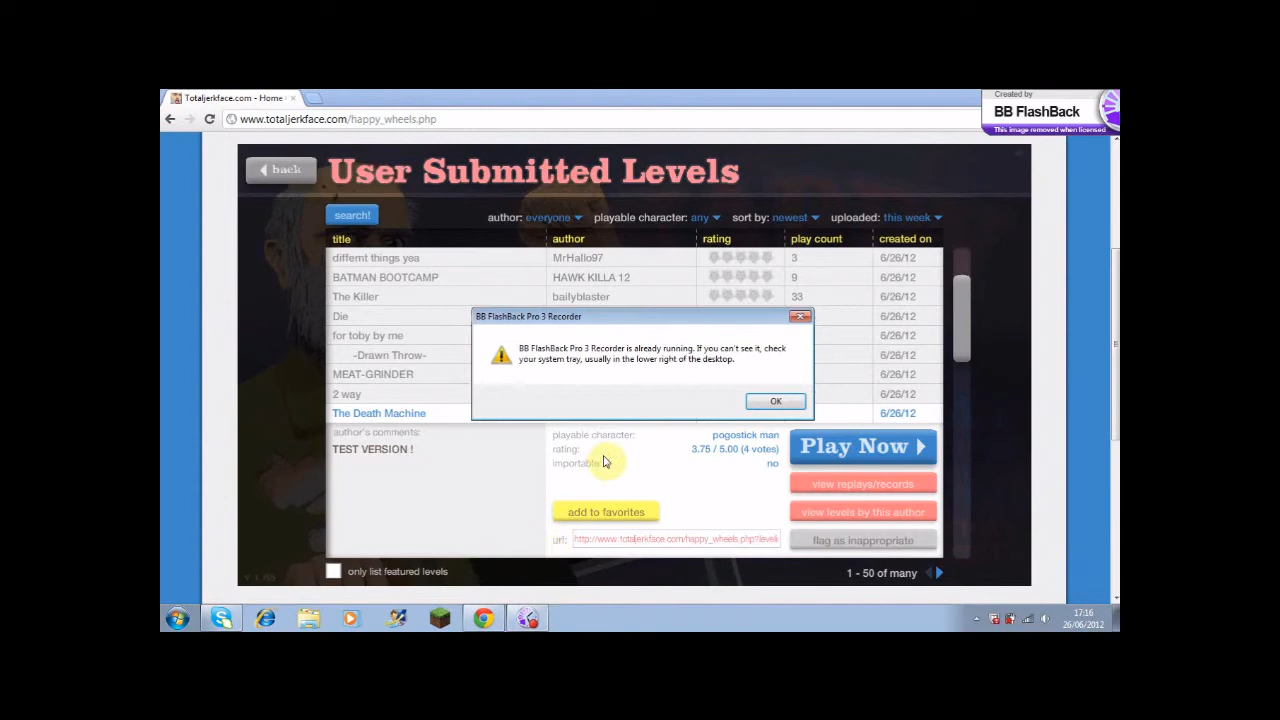 Totaljerkface.com - Home
Created by
BB FlashBack
This image removed when licensed
www.totaljerkface.com/happy_wheels.php
back
User Submitted Levels
search!
author: everyone
playable character: any
sort by: newest
uploaded: this week
title author rating play count created on
differnt things yea MrHallo97 3 6/26/12
BATMAN BOOTCAMP HAWK KILLA 12 9 6/26/12
The Killer bailyblaster 33 6/26/12
Die 6/26/12
for toby by me 6/26/12
-Drawn Throw- 6/26/12
MEAT-GRINDER 6/26/12
2 way 6/26/12
The Death Machine 6/26/12
BB FlashBack Pro 3 Recorder
BB FlashBack Pro 3 Recorder is already running. If you can't see it, check
your system tray, usually in the lower right of the desktop.
OK
author's comments:
TEST VERSION !
playable character: pogostick man
rating: 3.75 / 5.00 (4 votes)
importable: no
add to favorites
url: http://www.totaljerkface.com/happy_wheels.php?levelid
Play Now
view replays/records
view levels by this author
flag as inappropriate
only list featured levels
1 - 50 of many
17:16
26/06/2012